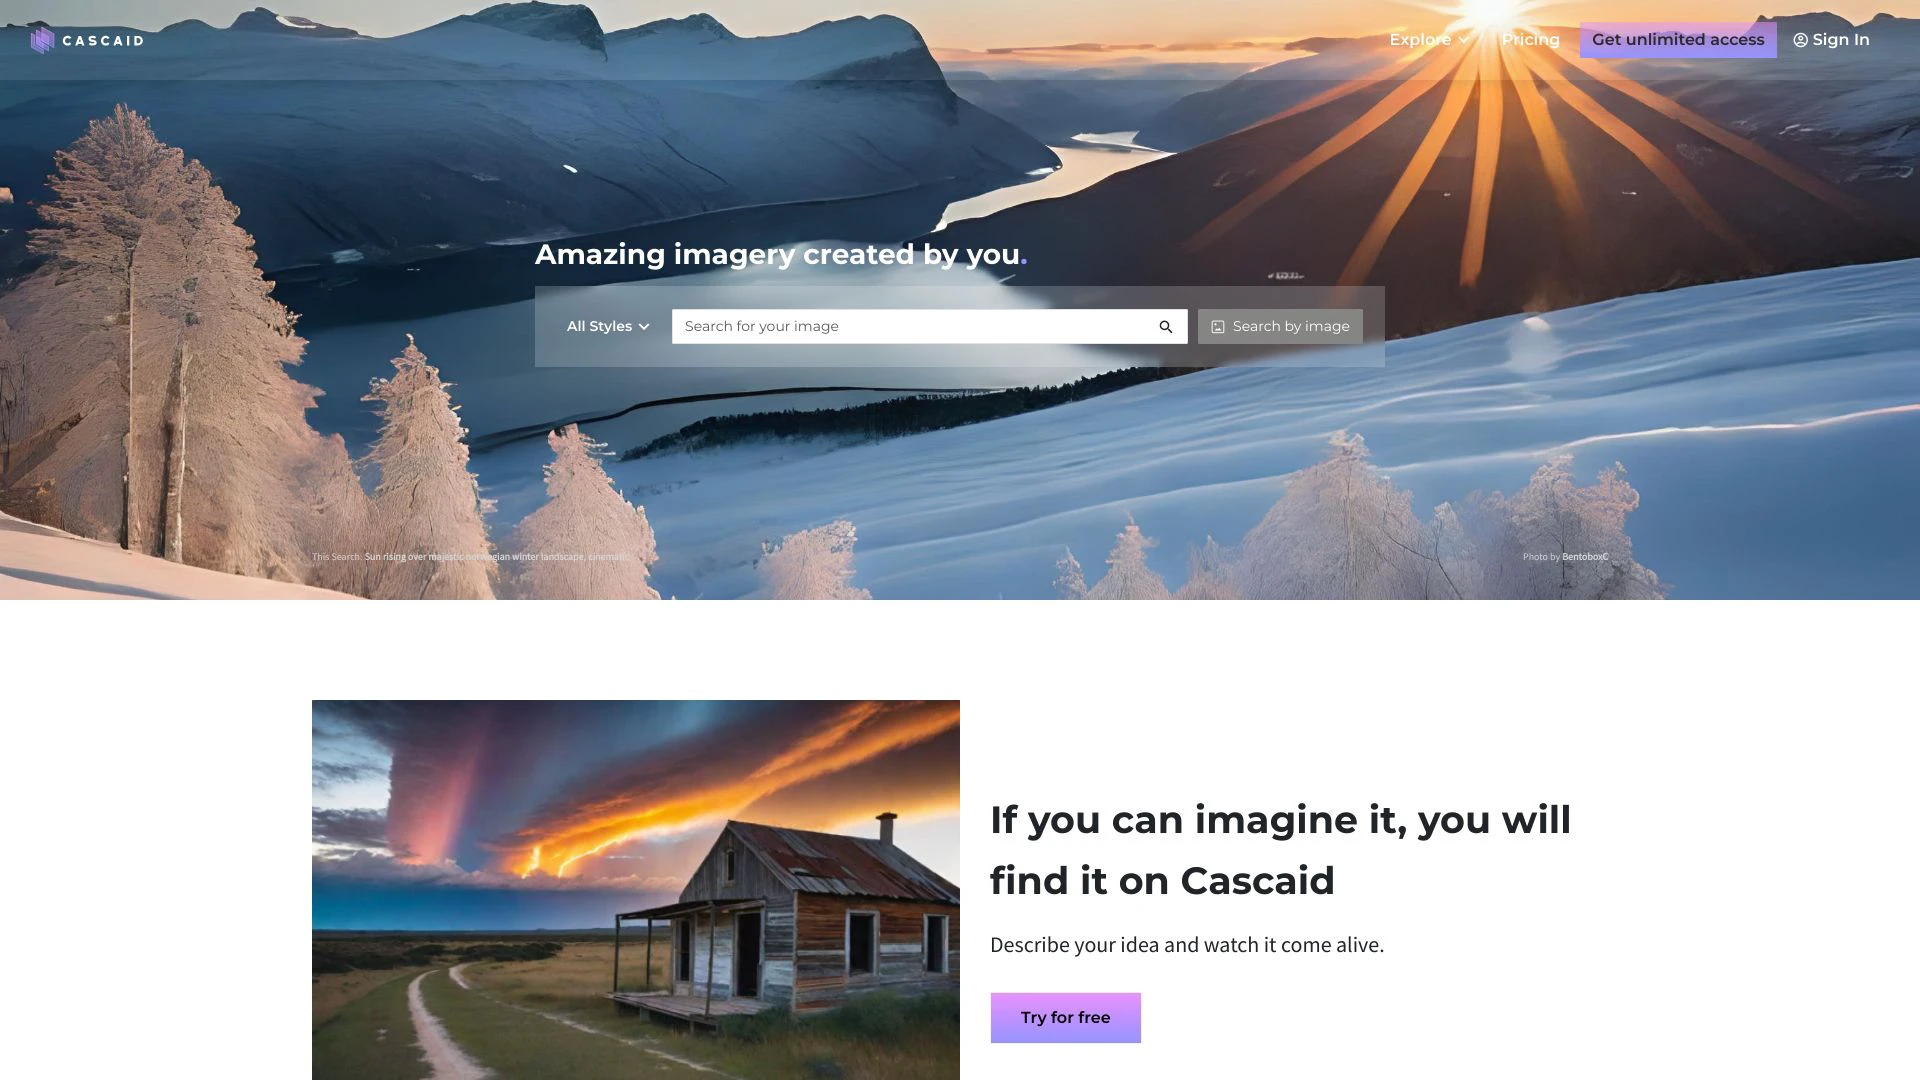 CASCAID
Explore
Pricing
Get unlimited access
Sign In
Amazing imagery created by you.
All Styles
Search for your image
Search by image
This Search: Sun rising over majestic norwegian winter landscape, cinematic
Photo by Bentobox©
If you can imagine it, you will
find it on Cascaid
Describe your idea and watch it come alive.
Try for free